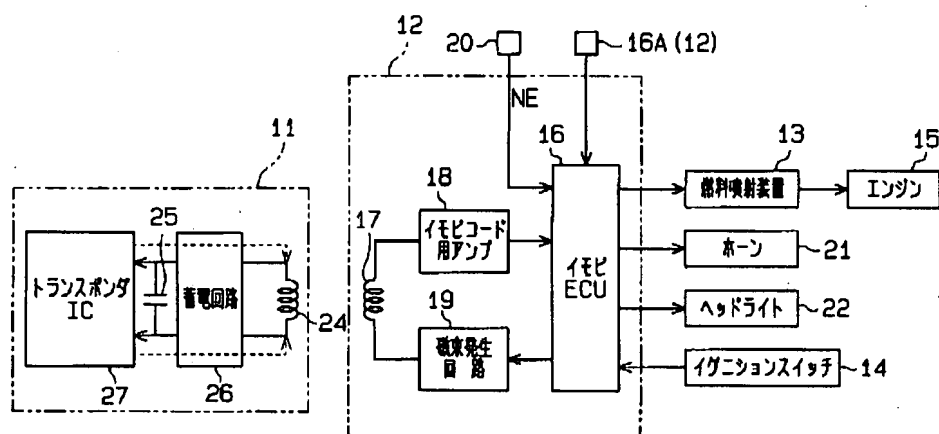 12
20
16A (12)
NE
11
16
13
15
燃料噴射装置
エンジン
18
イモビコード
用アンプ
17
25
ホーン
21
トランスポンダ
IC
蓄電回路
イモビ
ECU
24
19
ヘッドライト
22
磁束発生
回路
イグニションスイッチ
14
27
26